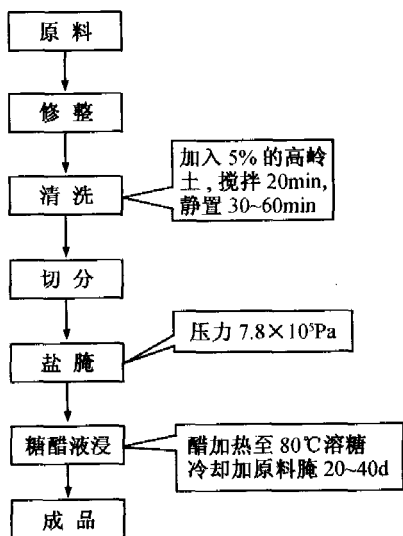 原料
修整
清洗
加入 5% 的高岭
土，搅拌 20min,
静置 30~60min
切分
压力 7.8×10⁵Pa
盐腌
糖醋液浸
醋加热至 80℃溶糖
冷却加原料腌 20~40d
成品